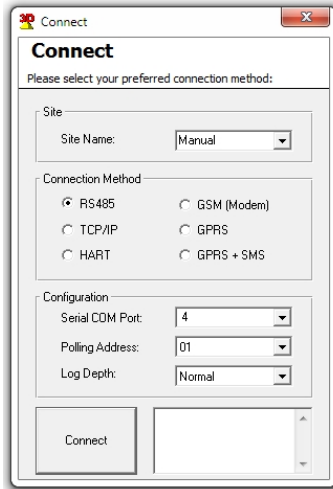 3D Connect
Connect
Please select your preferred connection method:
Site
Site Name: Manual
Connection Method
RS485 GSM (Modem)
TCP/IP GPRS
HART GPRS + SMS
Configuration
Serial COM Port: 4
Polling Address: 01
Log Depth: Normal
Connect